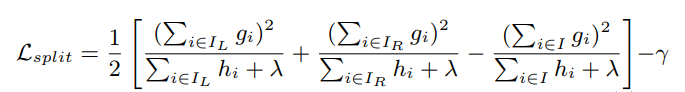 $$\mathcal{L}_{split} = \frac{1}{2} \left[ \frac{(\sum_{i \in I_L} g_i)^2}{\sum_{i \in I_L} h_i + \lambda} + \frac{(\sum_{i \in I_R} g_i)^2}{\sum_{i \in I_R} h_i + \lambda} - \frac{(\sum_{i \in I} g_i)^2}{\sum_{i \in I} h_i + \lambda} \right] - \gamma$$